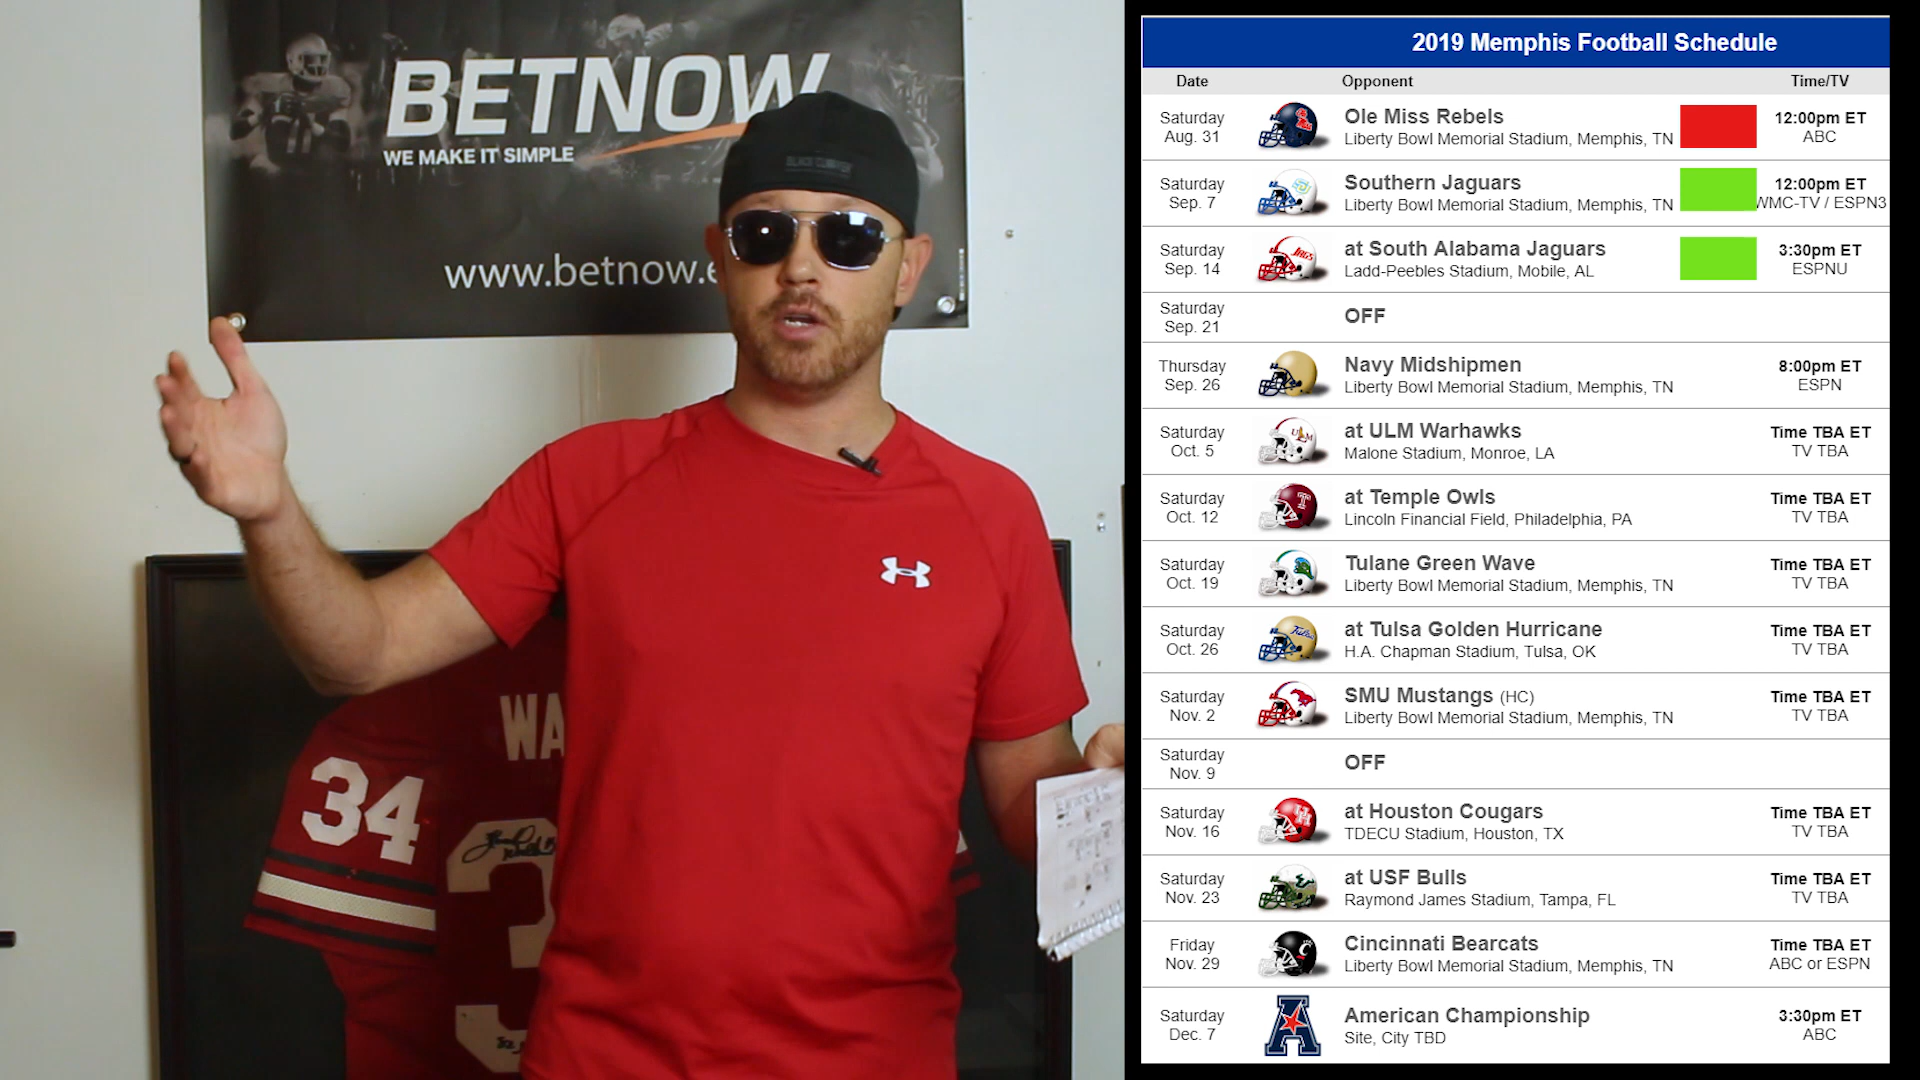 BETNOW
WE MAKE IT SIMPLE
www.betnow.
WA
34
3
2019 Memphis Football Schedule
Date Opponent Time/TV
Saturday Aug. 31 Ole Miss Rebels 12:00pm ET
Liberty Bowl Memorial Stadium, Memphis, TN ABC
Saturday Sep. 7 Southern Jaguars 12:00pm ET
Liberty Bowl Memorial Stadium, Memphis, TN WMC-TV / ESPN3
Saturday Sep. 14 at South Alabama Jaguars 3:30pm ET
Ladd-Peebles Stadium, Mobile, AL ESPNU
Saturday Sep. 21 OFF
Thursday Sep. 26 Navy Midshipmen 8:00pm ET
Liberty Bowl Memorial Stadium, Memphis, TN ESPN
Saturday Oct. 5 at ULM Warhawks Time TBA ET
Malone Stadium, Monroe, LA TV TBA
Saturday Oct. 12 at Temple Owls Time TBA ET
Lincoln Financial Field, Philadelphia, PA TV TBA
Saturday Oct. 19 Tulane Green Wave Time TBA ET
Liberty Bowl Memorial Stadium, Memphis, TN TV TBA
Saturday Oct. 26 at Tulsa Golden Hurricane Time TBA ET
H.A. Chapman Stadium, Tulsa, OK TV TBA
Saturday Nov. 2 SMU Mustangs (HC) Time TBA ET
Liberty Bowl Memorial Stadium, Memphis, TN TV TBA
Saturday Nov. 9 OFF
Saturday Nov. 16 at Houston Cougars Time TBA ET
TDECU Stadium, Houston, TX TV TBA
Saturday Nov. 23 at USF Bulls Time TBA ET
Raymond James Stadium, Tampa, FL TV TBA
Friday Nov. 29 Cincinnati Bearcats Time TBA ET
Liberty Bowl Memorial Stadium, Memphis, TN ABC or ESPN
Saturday Dec. 7 American Championship 3:30pm ET
Site, City TBD ABC